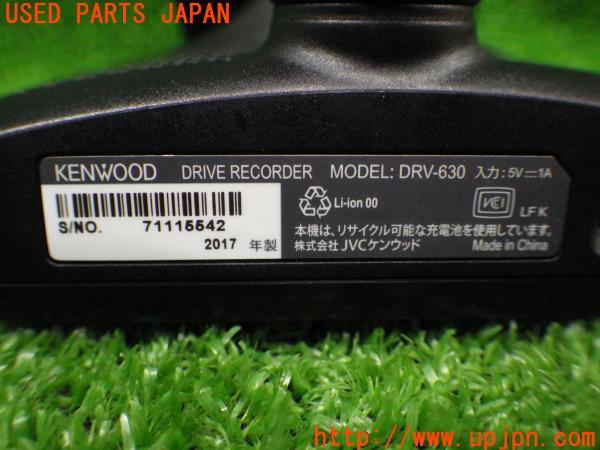 USED PARTS JAPAN
KENWOOD DRIVE RECORDER MODEL: DRV-630 入力:5V⎓1A
Li-ion 00
VCI LF K
S/NO. 71115542
2017 年製
本機は、リサイクル可能な充電池を使用しています。
株式会社 JVCケンウッド Made in China
http://www.upjpn.com